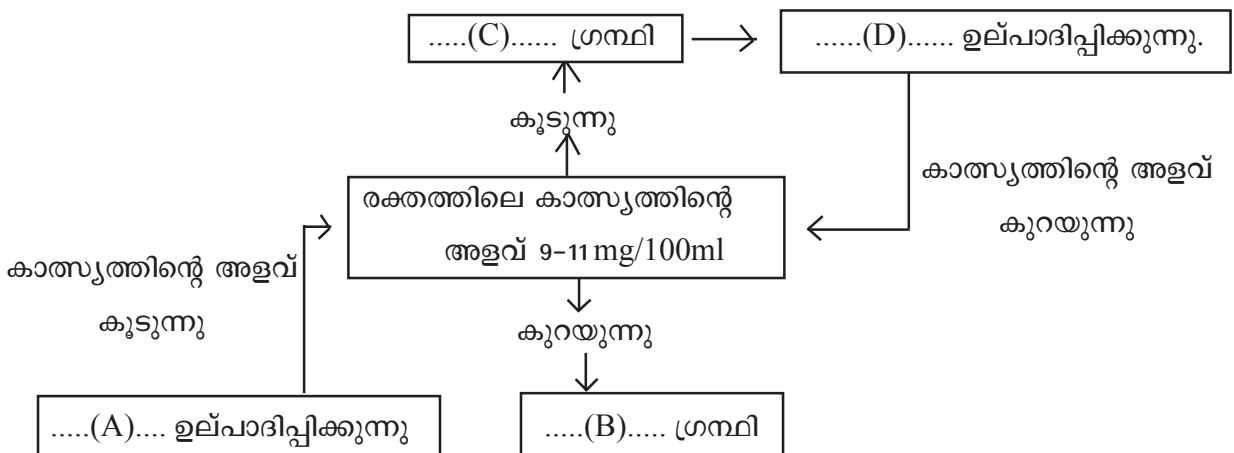 .....(C)...... ഗ്രന്ഥി
......(D)...... ഉല്പാദിപ്പിക്കുന്നു.
കൂടുന്നു
കാത്സ്യത്തിന്റെ അളവ്
കുറയുന്നു
രക്തത്തിലെ കാത്സ്യത്തിന്റെ
അളവ് 9-11 mg/100ml
കാത്സ്യത്തിന്റെ അളവ്
കൂടുന്നു
കുറയുന്നു
.....(A).... ഉല്പാദിപ്പിക്കുന്നു
.....(B)..... ഗ്രന്ഥി